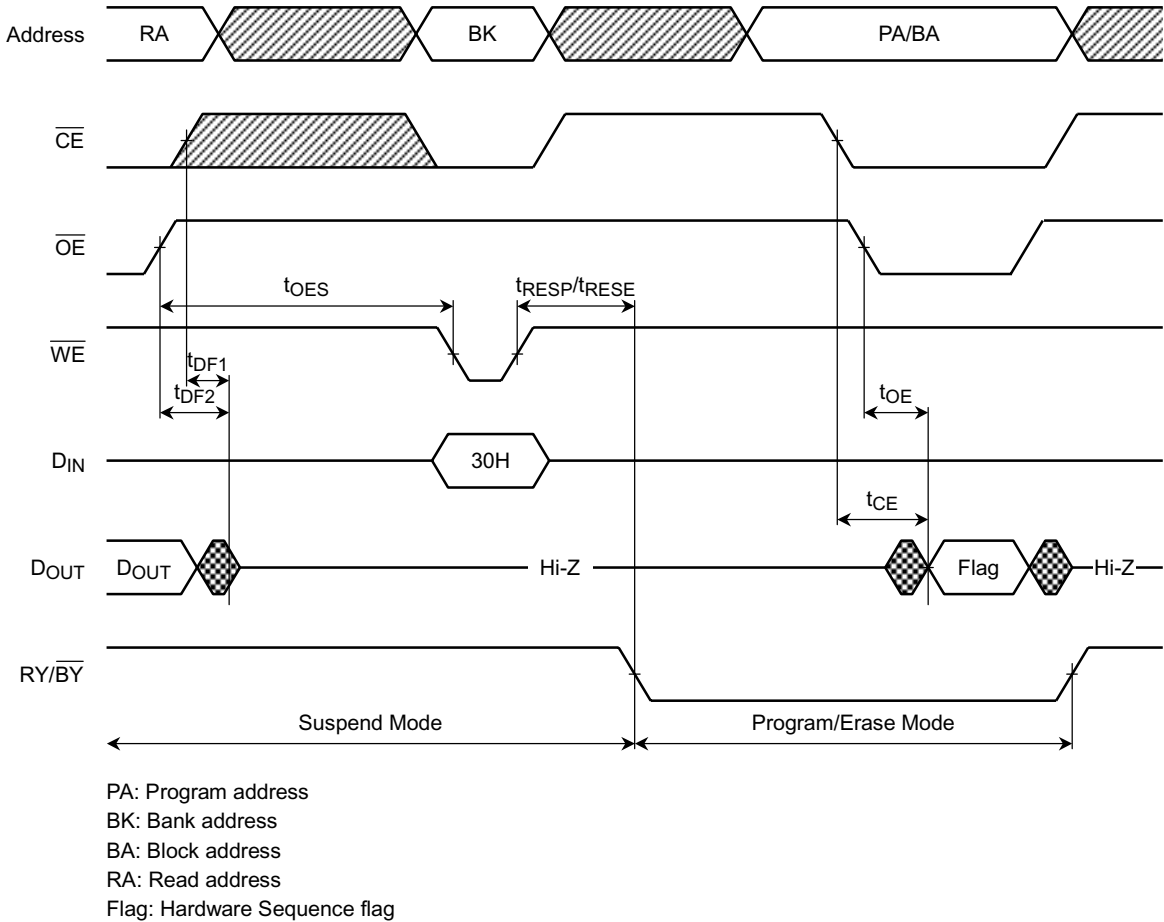 Address RA BK PA/BA
CE
OE
tOES tRESP/tRESE
WE
tDF1
tDF2 tOE
DIN 30H
tCE
DOUT DOUT Hi-Z Flag Hi-Z
RY/BY
Suspend Mode Program/Erase Mode
PA: Program address
BK: Bank address
BA: Block address
RA: Read address
Flag: Hardware Sequence flag